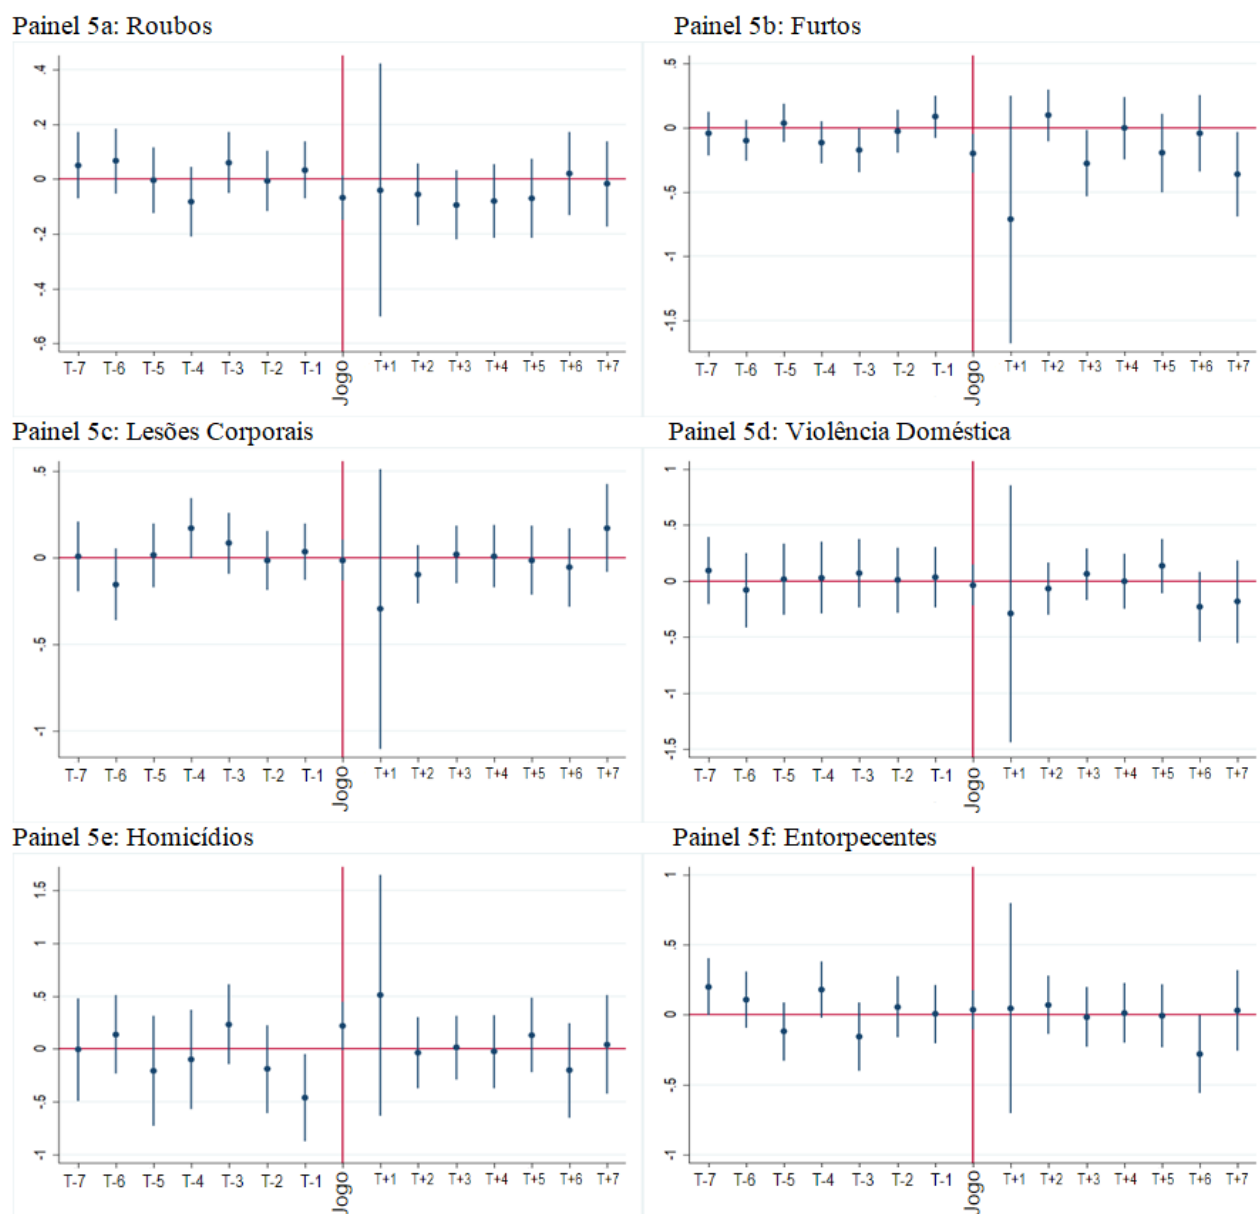 Painel 5a: Roubos
.4
.2
0
-.2
-.4
-.6
T-7 T-6 T-5 T-4 T-3 T-2 T-1 Jogo T+1 T+2 T+3 T+4 T+5 T+6 T+7
Painel 5b: Furtos
.5
0
-.5
-1
-1.5
T-7 T-6 T-5 T-4 T-3 T-2 T-1 Jogo T+1 T+2 T+3 T+4 T+5 T+6 T+7
Painel 5c: Lesões Corporais
.5
0
-.5
-1
T-7 T-6 T-5 T-4 T-3 T-2 T-1 Jogo T+1 T+2 T+3 T+4 T+5 T+6 T+7
Painel 5d: Violência Doméstica
1
.5
0
-.5
-1
-1.5
T-7 T-6 T-5 T-4 T-3 T-2 T-1 Jogo T+1 T+2 T+3 T+4 T+5 T+6 T+7
Painel 5e: Homicídios
1.5
1
.5
0
-.5
-1
T-7 T-6 T-5 T-4 T-3 T-2 T-1 Jogo T+1 T+2 T+3 T+4 T+5 T+6 T+7
Painel 5f: Entorpecentes
1
.5
0
-.5
-1
T-7 T-6 T-5 T-4 T-3 T-2 T-1 Jogo T+1 T+2 T+3 T+4 T+5 T+6 T+7